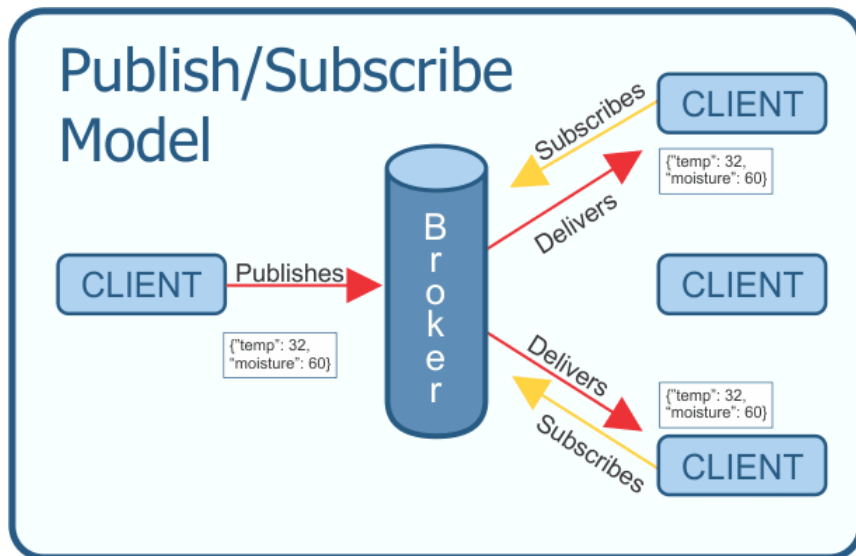 Publish/Subscribe
Model
CLIENT
Publishes
{"temp": 32,
"moisture": 60}
Broker
Subscribes
Delivers
CLIENT
{"temp": 32,
"moisture": 60}
CLIENT
Delivers
Subscribes
{"temp": 32,
"moisture": 60}
CLIENT